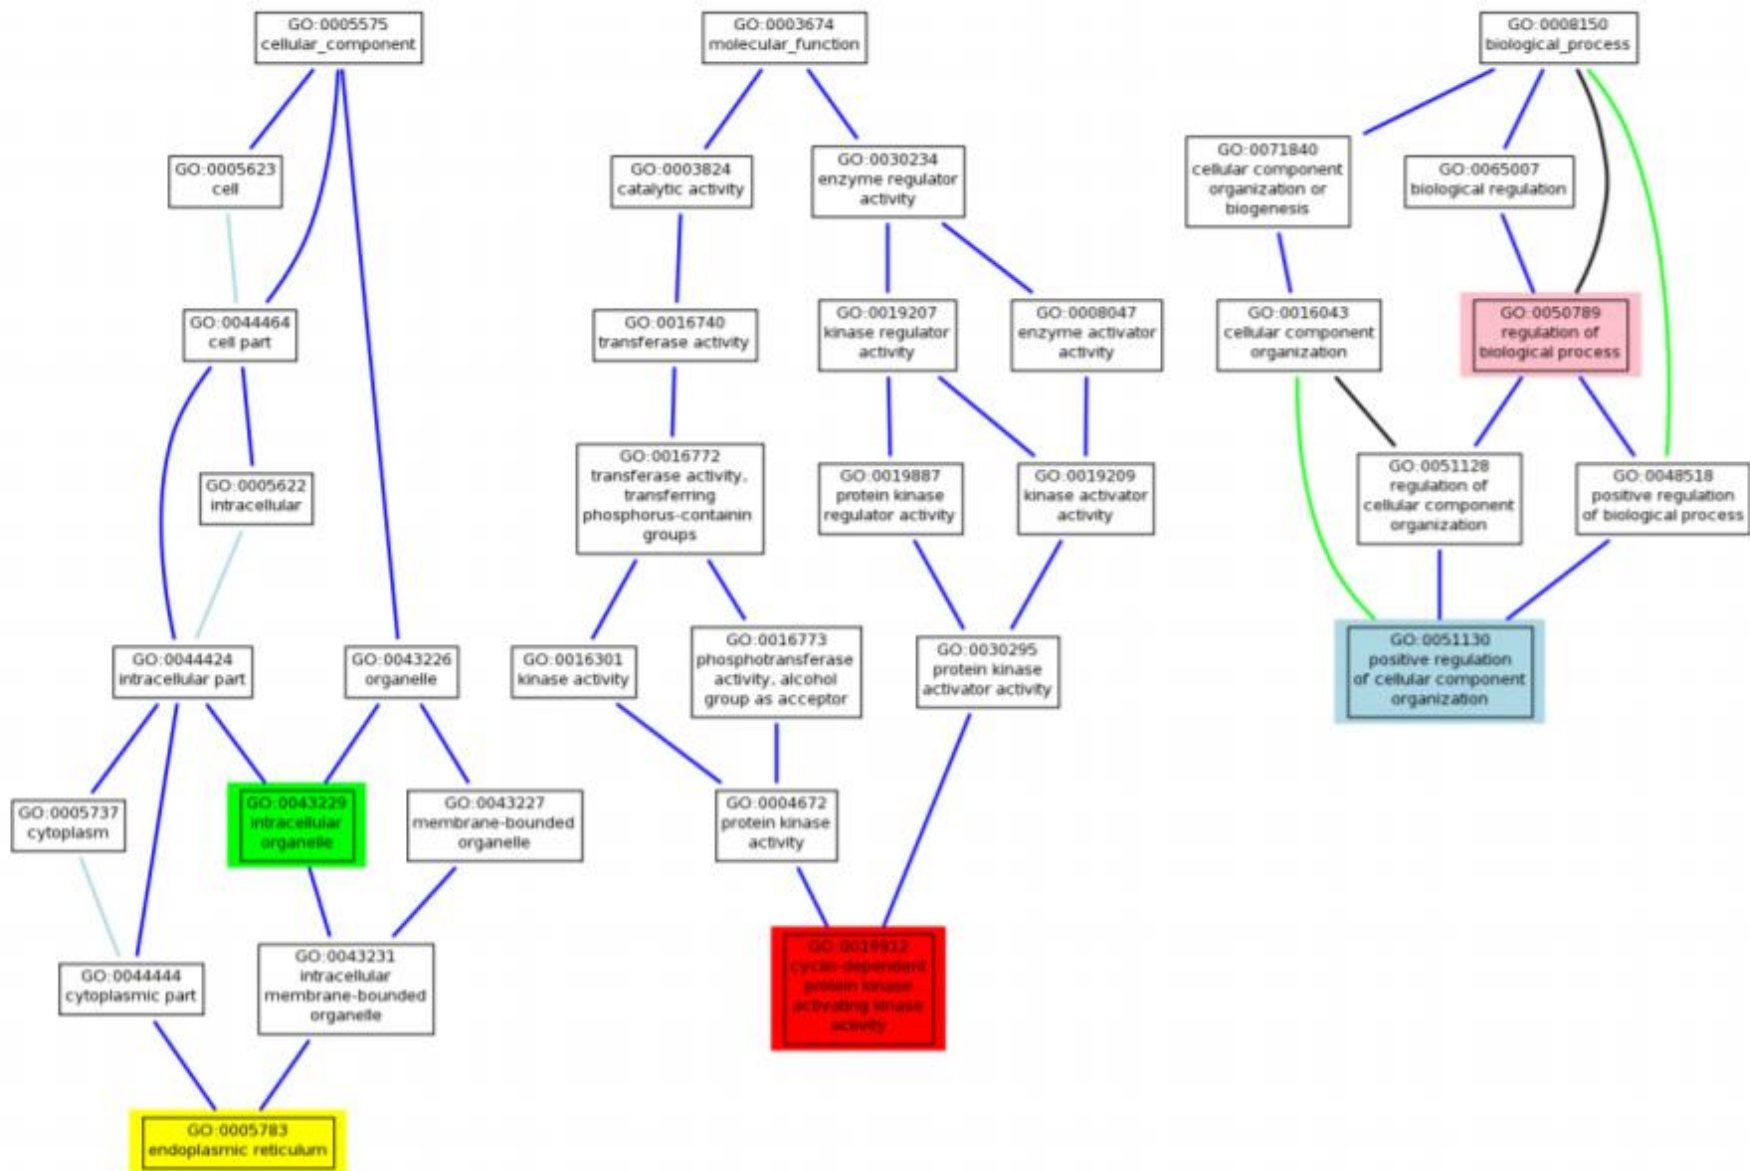 GO:0005575
cellular_component
GO:0003674
molecular_function
GO:0008150
biological_process
GO:0005623
cell
GO:0003824
catalytic activity
GO:0030234
enzyme regulator
activity
GO:0071840
cellular component
organization or
biogenesis
GO:0065007
biological regulation
GO:0044464
cell part
GO:0016740
transferase activity
GO:0019207
kinase regulator
activity
GO:0008047
enzyme activator
activity
GO:0016043
cellular component
organization
GO:0050789
regulation of
biological process
GO:0005622
intracellular
GO:0016772
transferase activity,
transferring
phosphorus-containin
groups
GO:0019887
protein kinase
regulator activity
GO:0019209
kinase activator
activity
GO:0051128
regulation of
cellular component
organization
GO:0048518
positive regulation
of biological process
GO:0044424
intracellular part
GO:0043226
organelle
GO:0016301
kinase activity
GO:0016773
phosphotransferase
activity, alcohol
group as acceptor
GO:0030295
protein kinase
activator activity
GO:0051130
positive regulation
of cellular component
organization
GO:0005737
cytoplasm
GO:0043229
intracellular
organelle
GO:0043227
membrane-bounded
organelle
GO:0004672
protein kinase
activity
GO:0044444
cytoplasmic part
GO:0043231
intracellular
membrane-bounded
organelle
GO:0019912
cyclin-dependent
protein kinase
activating kinase
activity
GO:0005783
endoplasmic reticulum